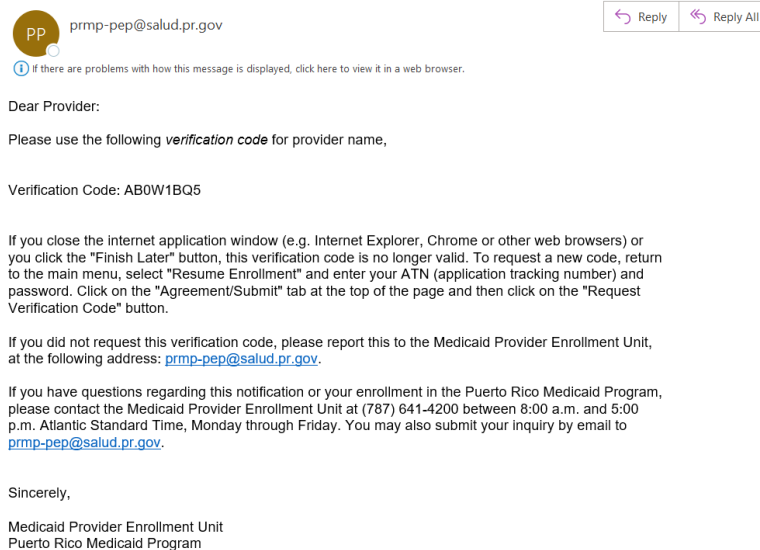 PP
prmp-pep@salud.pr.gov
Reply
Reply All
If there are problems with how this message is displayed, click here to view it in a web browser.
Dear Provider:
Please use the following verification code for provider name,
Verification Code: AB0W1BQ5
If you close the internet application window (e.g. Internet Explorer, Chrome or other web browsers) or
you click the "Finish Later" button, this verification code is no longer valid. To request a new code, return
to the main menu, select "Resume Enrollment" and enter your ATN (application tracking number) and
password. Click on the "Agreement/Submit" tab at the top of the page and then click on the "Request
Verification Code" button.
If you did not request this verification code, please report this to the Medicaid Provider Enrollment Unit,
at the following address: prmp-pep@salud.pr.gov.
If you have questions regarding this notification or your enrollment in the Puerto Rico Medicaid Program,
please contact the Medicaid Provider Enrollment Unit at (787) 641-4200 between 8:00 a.m. and 5:00
p.m. Atlantic Standard Time, Monday through Friday. You may also submit your inquiry by email to
prmp-pep@salud.pr.gov.
Sincerely,
Medicaid Provider Enrollment Unit
Puerto Rico Medicaid Program